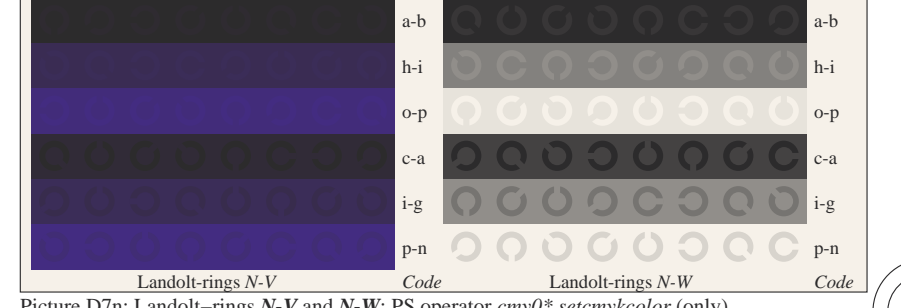 a-b a-b
h-i h-i
o-p o-p
c-a c-a
i-g i-g
p-n p-n
Landolt-rings N-V Code Landolt-rings N-W Code
Picture D7n: Landolt–rings N-V and N-W; PS operator cmy0* setcmykcolor (only)